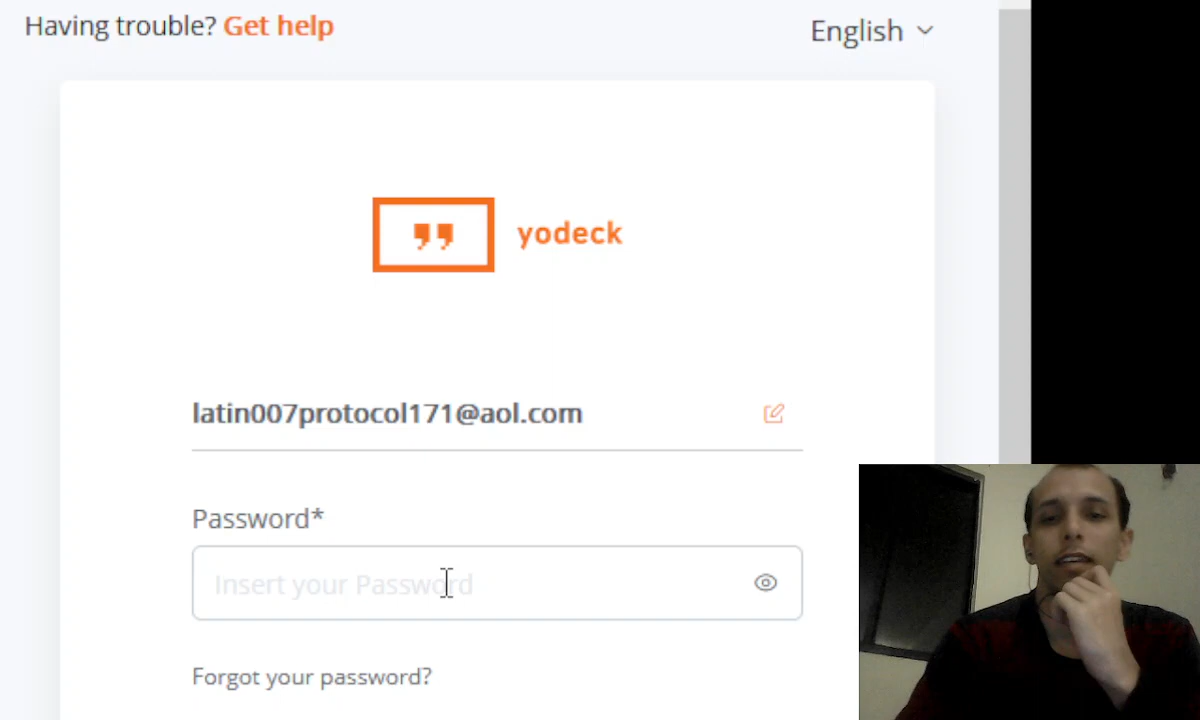 Having trouble? Get help
English
yodeck
latin007protocol171@aol.com
Password*
Insert your Password
Forgot your password?